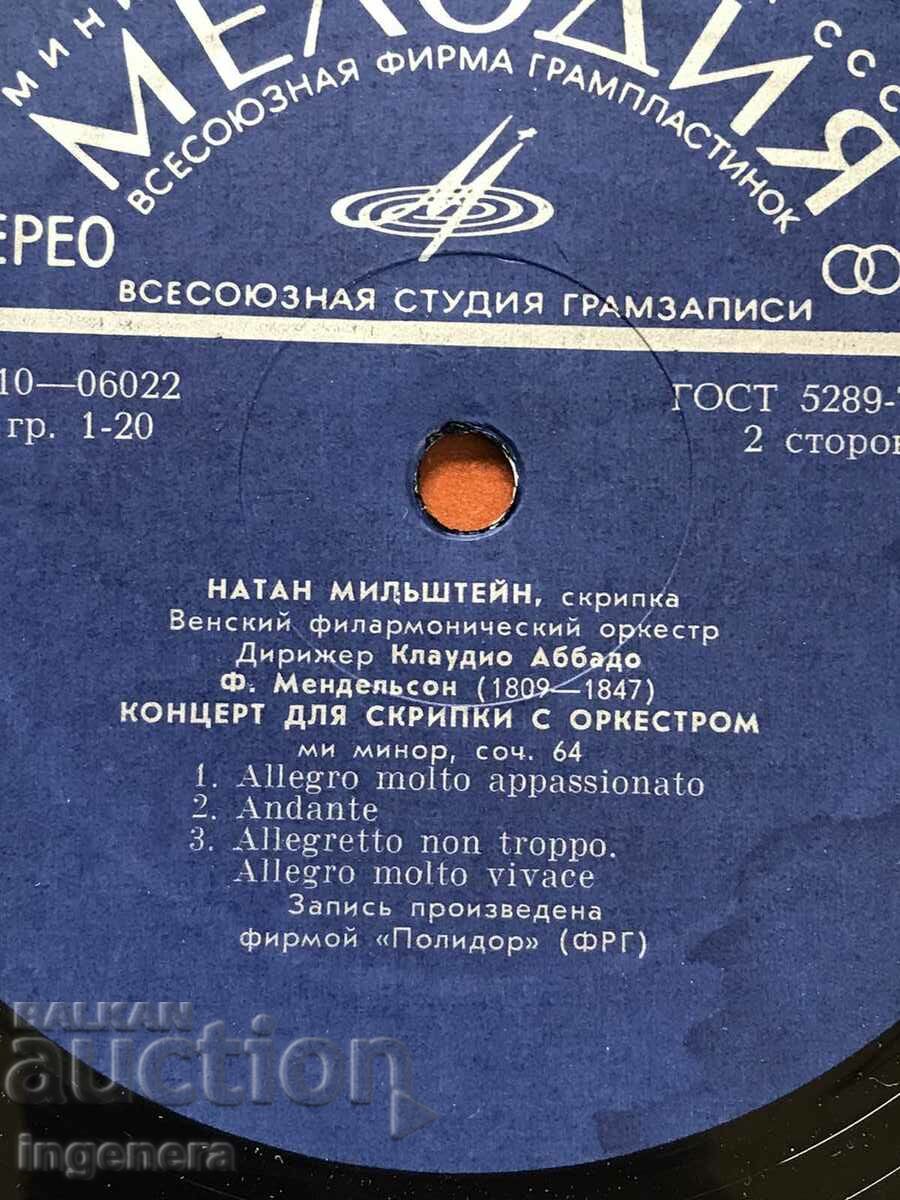 МЕЛОДИЯ
ВСЕСОЮЗНАЯ ФИРМА ГРАМПЛАСТИНОК
ЕРЕО
ВСЕСОЮЗНАЯ СТУДИЯ ГРАМЗАПИСИ
10—06022
ГОСТ 5289-
гр. 1-20
2 сторон
НАТАН МИЛЬШТЕЙН, скрипка
Венский филармонический оркестр
Дирижер Клаудио Аббадо
Ф. Мендельсон (1809—1847)
КОНЦЕРТ ДЛЯ СКРИПКИ С ОРКЕСТРОМ
ми минор, соч. 64
1. Allegro molto appassionato
2. Andante
3. Allegretto non troppo.
Allegro molto vivace
Запись произведена
фирмой «Полидор» (ФРГ)
BALKAN
auction
ingenera